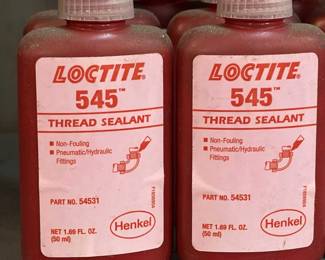 LOCTITE®
545™
THREAD SEALANT
Non-Fouling
Pneumatic/Hydraulic
Fittings
PART NO. 54531
NET 1.69 FL. OZ.
(50 ml)
Henkel
LOCTITE®
545™
THREAD SEALANT
Non-Fouling
Pneumatic/Hydraulic
Fittings
PART NO. 54531
NET 1.69 FL. OZ.
(50 ml)
Henkel